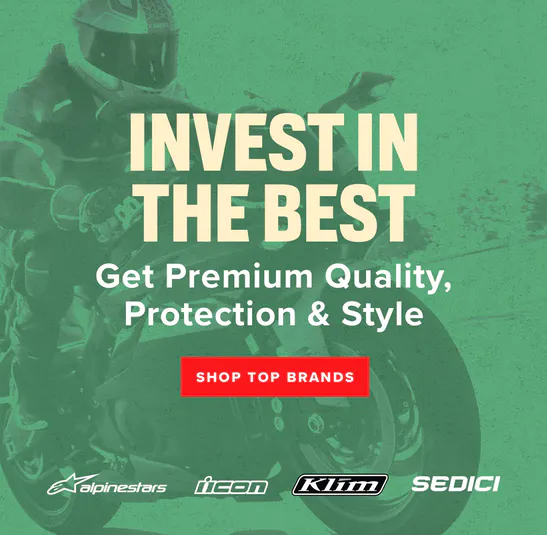 INVEST IN
THE BEST
Get Premium Quality,
Protection & Style
SHOP TOP BRANDS
alpinestars icon Klim SEDICI